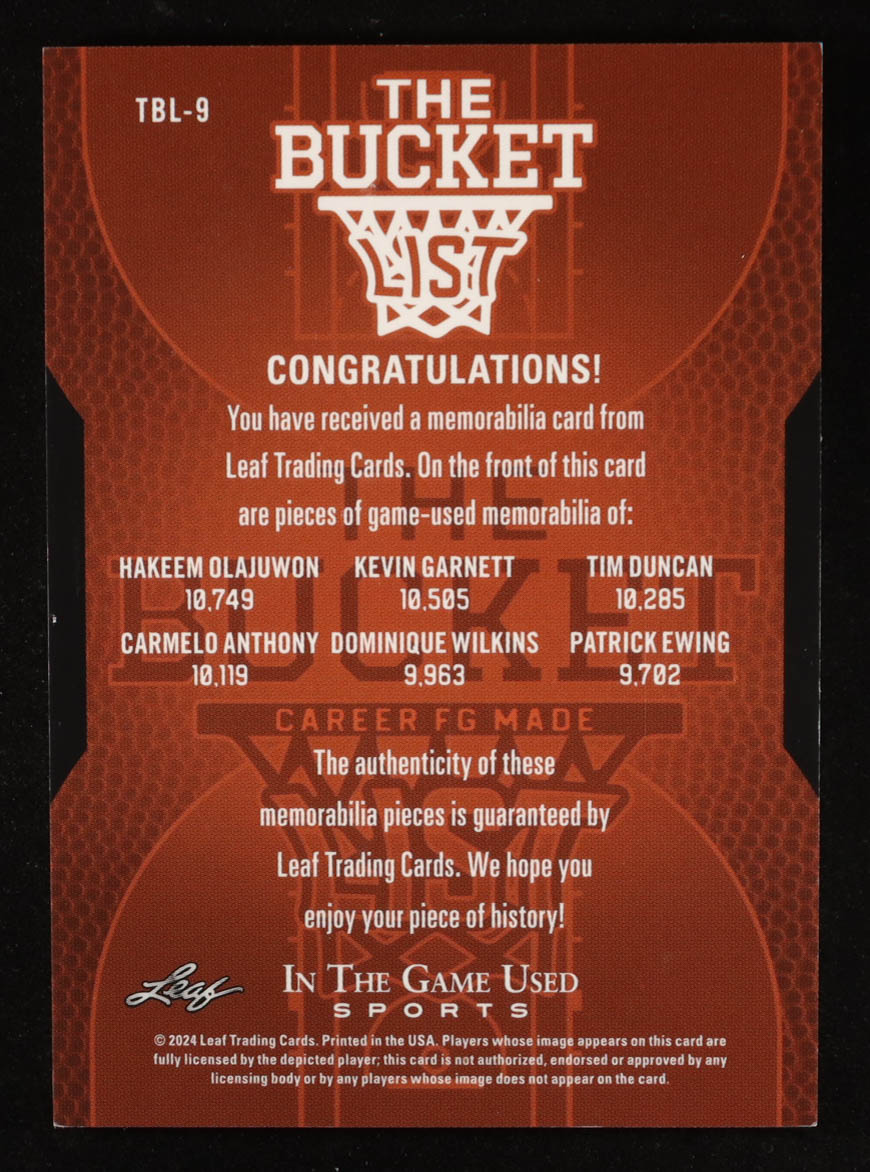 TBL-9
THE
BUCKET
LIST
CONGRATULATIONS!
You have received a memorabilia card from
Leaf Trading Cards. On the front of this card
are pieces of game-used memorabilia of:
HAKEEM OLAJUWON KEVIN GARNETT TIM DUNCAN
10,749 10,505 10,285
CARMELO ANTHONY DOMINIQUE WILKINS PATRICK EWING
10,119 9,963 9,702
CAREER FG MADE
The authenticity of these
memorabilia pieces is guaranteed by
Leaf Trading Cards. We hope you
enjoy your piece of history!
Leaf IN THE GAME USED
SPORTS
© 2024 Leaf Trading Cards. Printed in the USA. Players whose image appears on this card are
fully licensed by the depicted player; this card is not authorized, endorsed or approved by any
licensing body or by any players whose image does not appear on the card.
THE
BUCKET
LIST